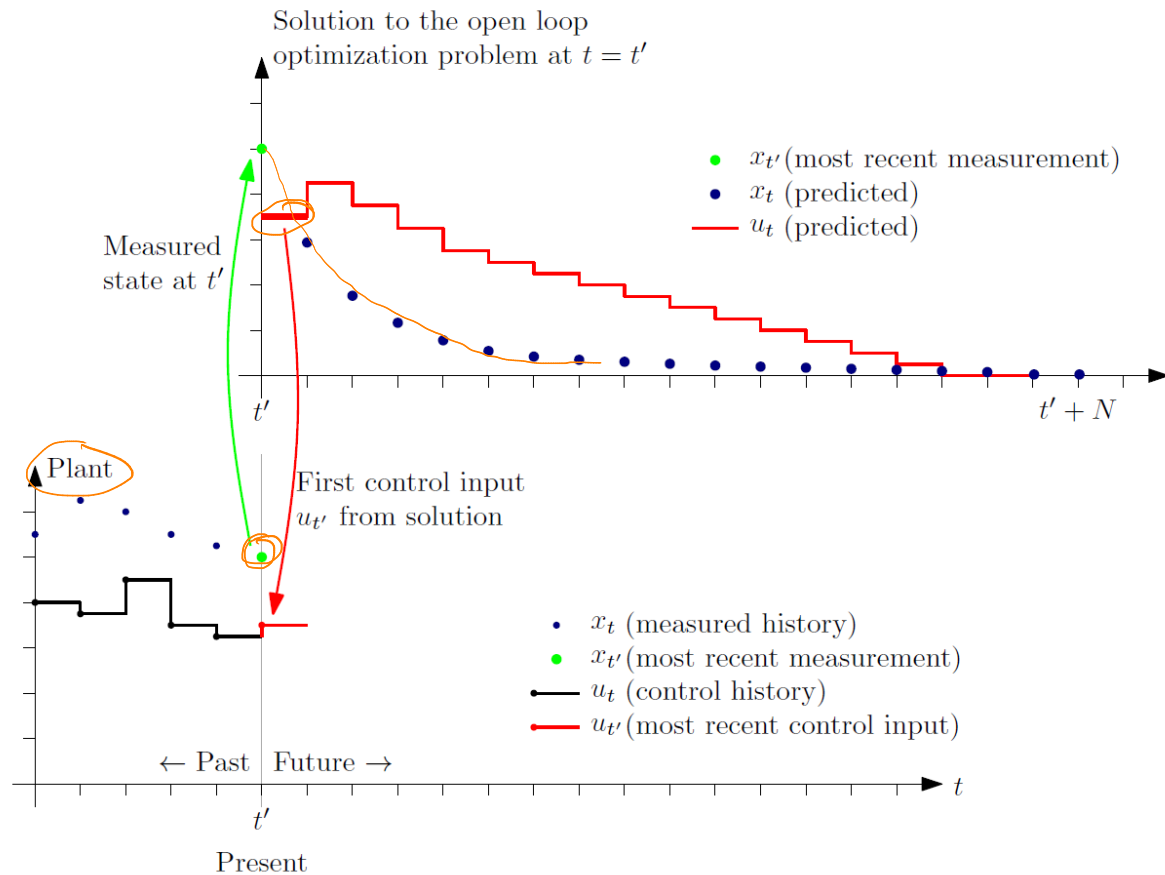 Solution to the open loop
optimization problem at t = t′
x_{t′}(most recent measurement)
x_t (predicted)
u_t (predicted)
Measured
state at t′
t′
t′ + N
Plant
First control input
u_{t′} from solution
x_t (measured history)
x_{t′}(most recent measurement)
u_t (control history)
u_{t′}(most recent control input)
← Past Future →
t
t′
Present